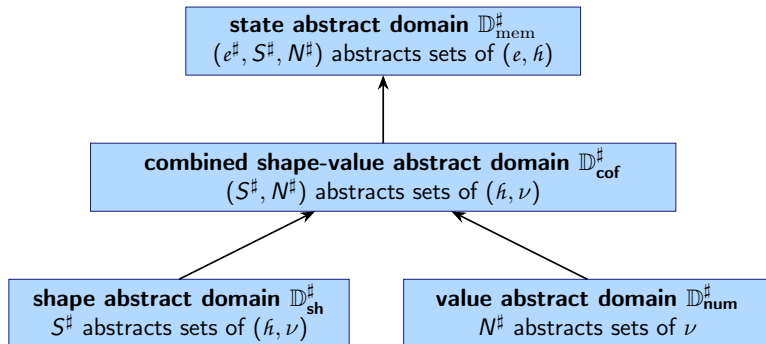 state abstract domain 𝔻♯mem
(e♯, S♯, N♯) abstracts sets of (e, ℏ)
combined shape-value abstract domain 𝔻♯cof
(S♯, N♯) abstracts sets of (ℏ, ν)
shape abstract domain 𝔻♯sh
S♯ abstracts sets of (ℏ, ν)
value abstract domain 𝔻♯num
N♯ abstracts sets of ν